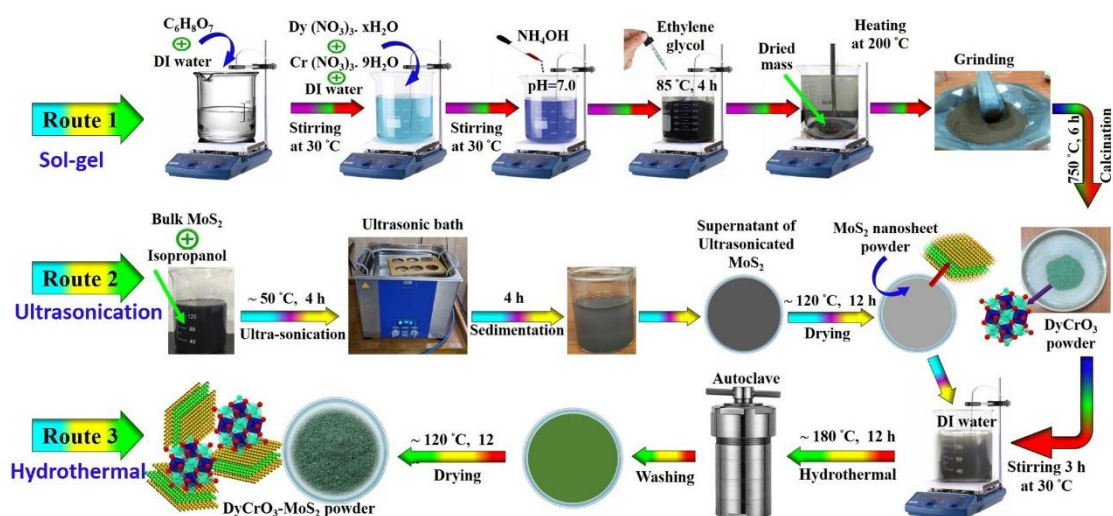 C₆H₈O₇
DI water
Route 1
Sol-gel
Dy (NO₃)₃. xH₂O
Cr (NO₃)₃. 9H₂O
DI water
Stirring
at 30 °C
NH₄OH
pH=7.0
Stirring
at 30 °C
Ethylene
glycol
85 °C, 4 h
Dried
mass
Heating
at 200 °C
Grinding
750 °C, 6 h
Calcination
Route 2
Ultrasonication
Bulk MoS₂
Isopropanol
~ 50 °C, 4 h
Ultra-sonication
Ultrasonic bath
4 h
Sedimentation
Supernatant of
Ultrasonicated
MoS₂
~ 120 °C, 12 h
Drying
MoS₂ nanosheet
powder
DyCrO₃
powder
Route 3
Hydrothermal
DyCrO₃-MoS₂ powder
~ 120 °C, 12
Drying
Washing
Autoclave
~ 180 °C, 12 h
Hydrothermal
DI water
Stirring 3 h
at 30 °C